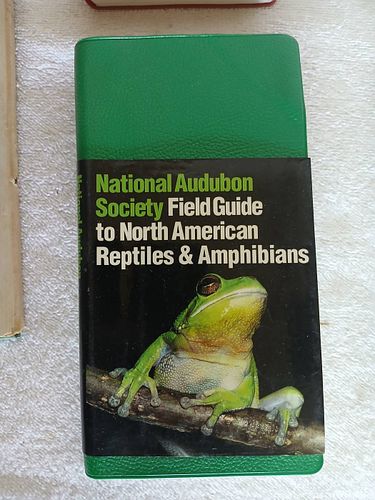 National Audubon
Society Field Guide
to North American
Reptiles & Amphibians